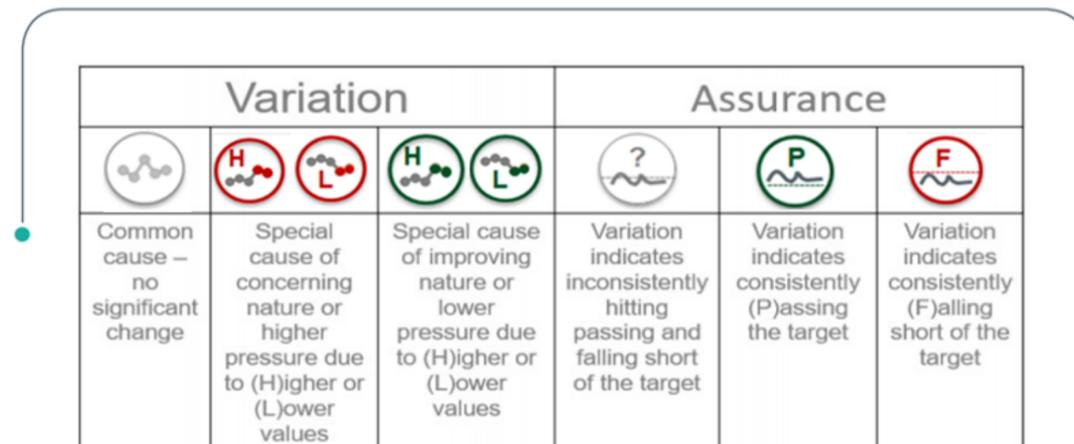 Variation
Assurance
H
L
H
L
?
P
F
Common
cause –
no
significant
change
Special
cause of
concerning
nature or
higher
pressure due
to (H)igher or
(L)ower
values
Special cause
of improving
nature or
lower
pressure due
to (H)igher or
(L)ower
values
Variation
indicates
inconsistently
hitting
passing and
falling short
of the target
Variation
indicates
consistently
(P)assing
the target
Variation
indicates
consistently
(F)alling
short of the
target